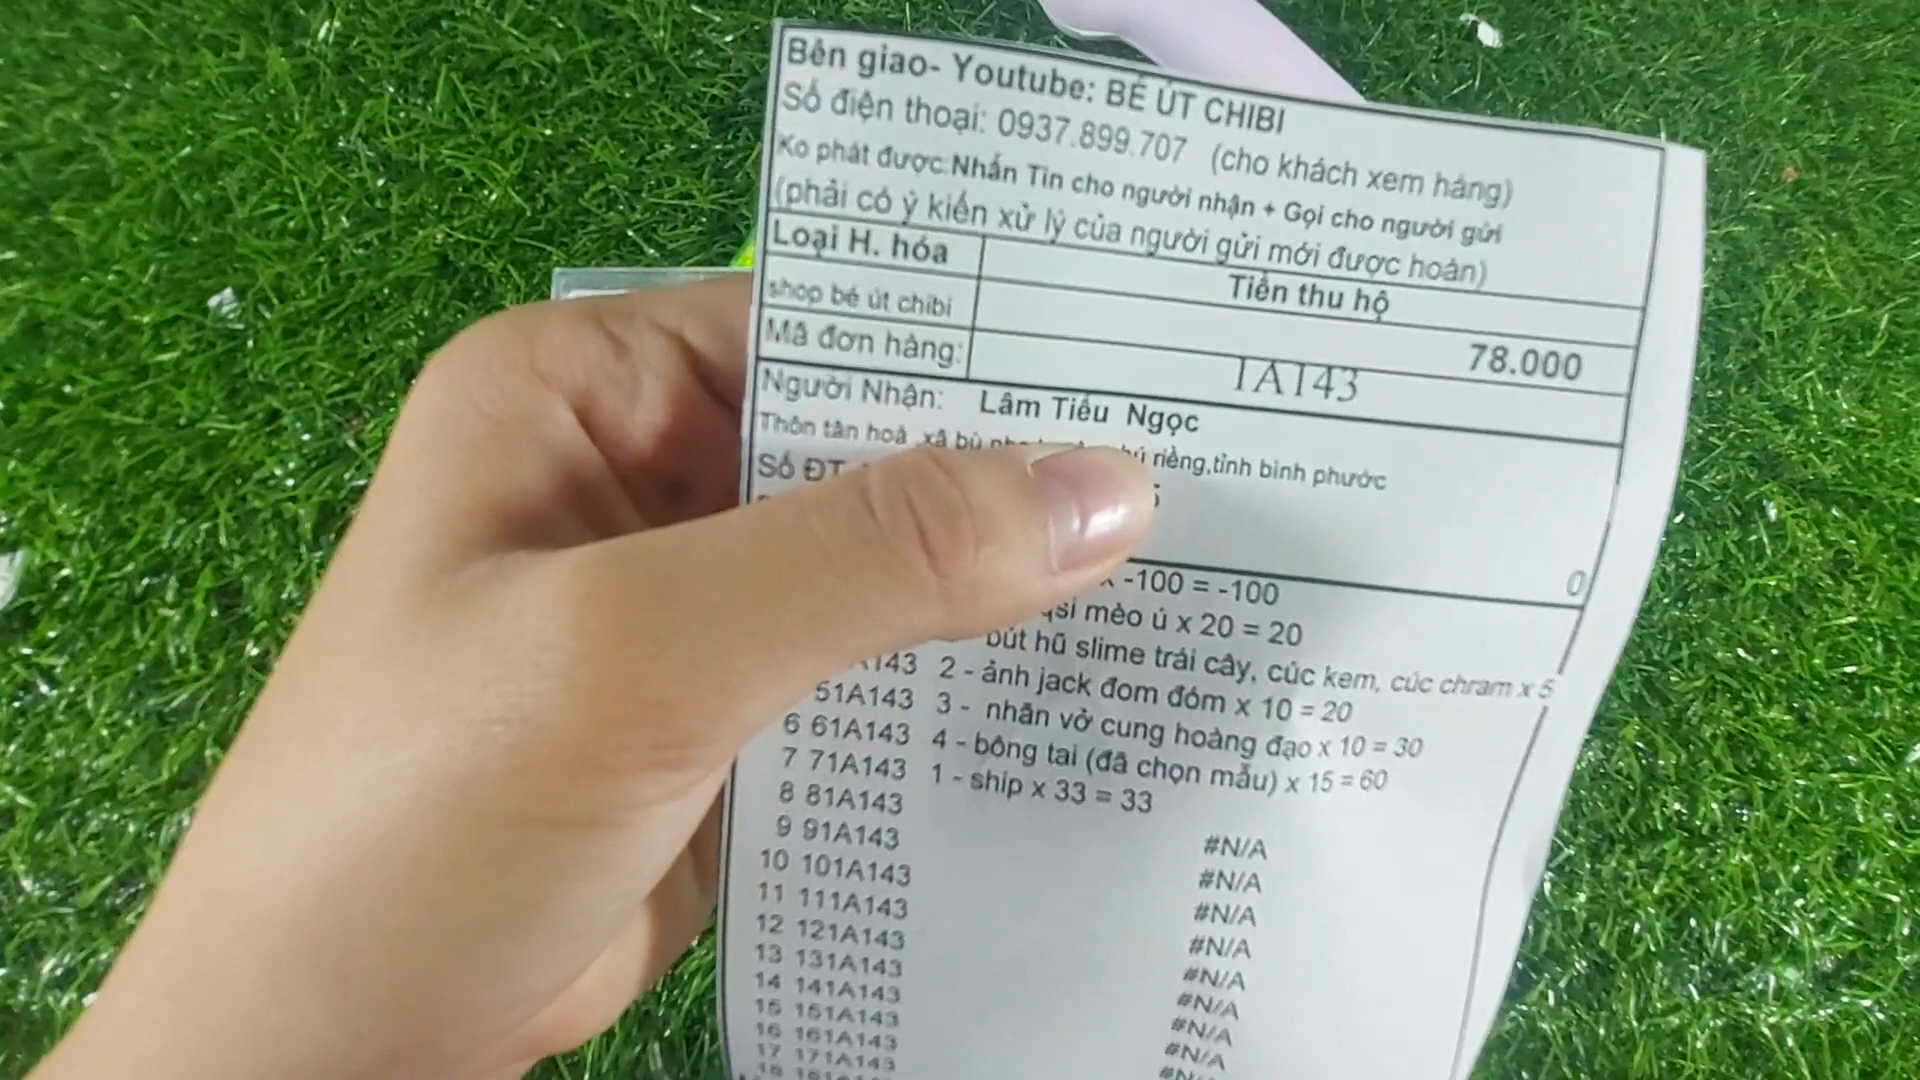 Bên giao- Youtube: BÉ ÚT CHIBI
Số điện thoại: 0937.899.707 (cho khách xem hàng)
Ko phát được:Nhắn Tin cho người nhận + Gọi cho người gửi
(phải có ý kiến xử lý của người gửi mới được hoàn)
Loại H. hóa Tiền thu hộ
shop bé út chibi 78.000
Mã đơn hàng: 1A143
Người Nhận: Lâm Tiểu Ngọc
Thôn tân hoà ,xã bù riềng,tỉnh bình phước
Số ĐT 5
0
x -100 = -100
mèo ú x 20 = 20
bút hũ slime trái cây, cúc kem, cúc chram x 5
A143 2 - ảnh jack đom đóm x 10 = 20
51A143 3 - nhãn vở cung hoàng đạo x 10 = 30
6 61A143 4 - bông tai (đã chọn mẫu) x 15 = 60
7 71A143 1 - ship x 33 = 33
8 81A143 #N/A
9 91A143 #N/A
10 101A143 #N/A
11 111A143 #N/A
12 121A143 #N/A
13 131A143 #N/A
14 141A143 #N/A
15 151A143 #N/A
16 161A143
17 171A143